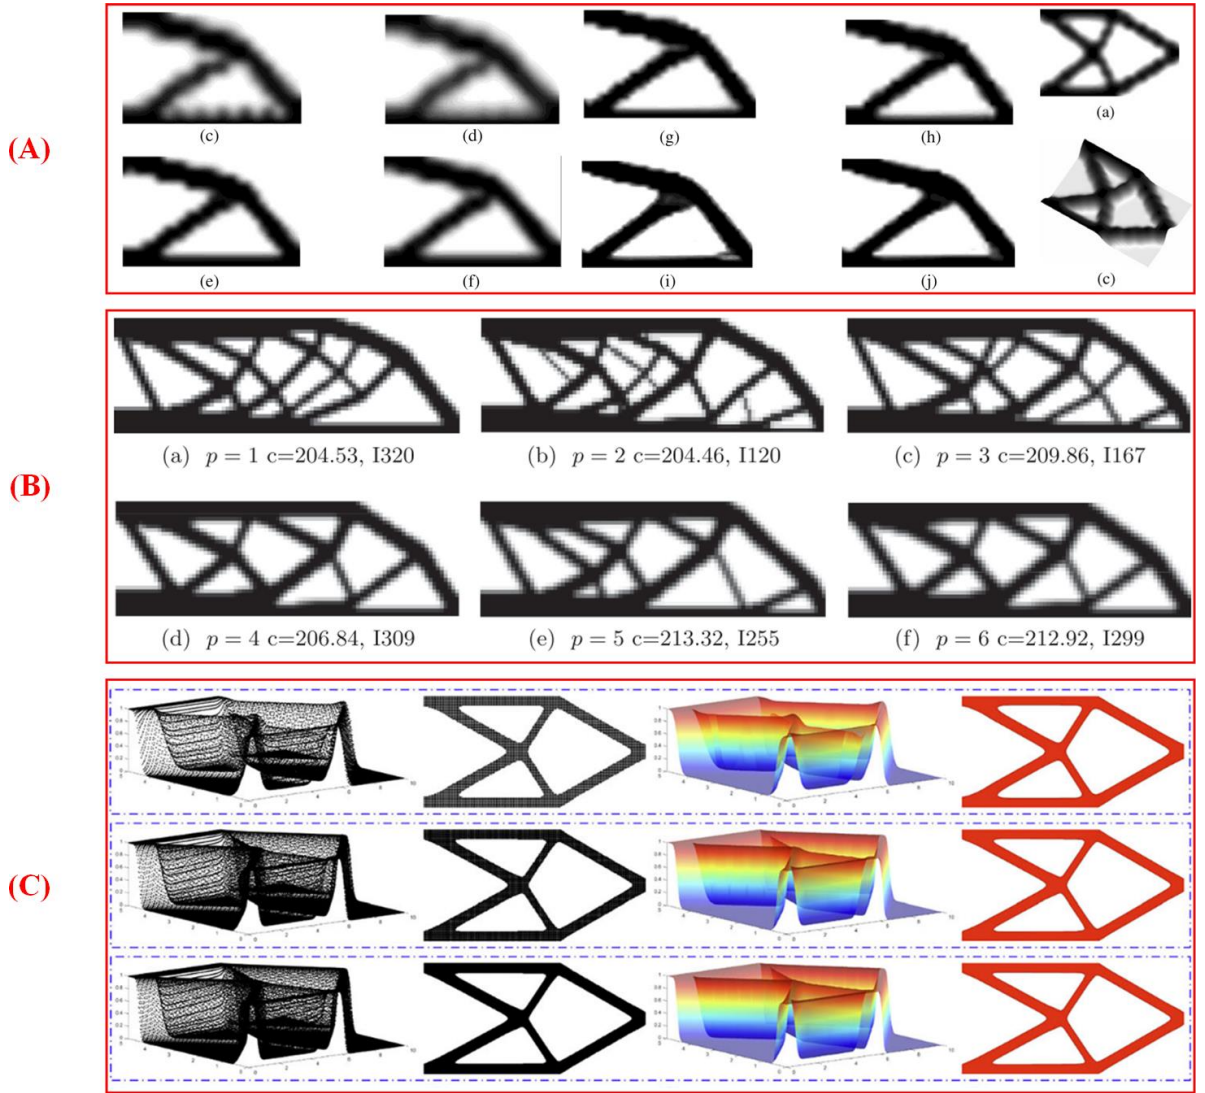 (A)
(c) (d) (g) (h) (a)
(e) (f) (i) (j) (c)
(B)
(a) p = 1 c=204.53, I320
(b) p = 2 c=204.46, I120
(c) p = 3 c=209.86, I167
(d) p = 4 c=206.84, I309
(e) p = 5 c=213.32, I255
(f) p = 6 c=212.92, I299
(C)